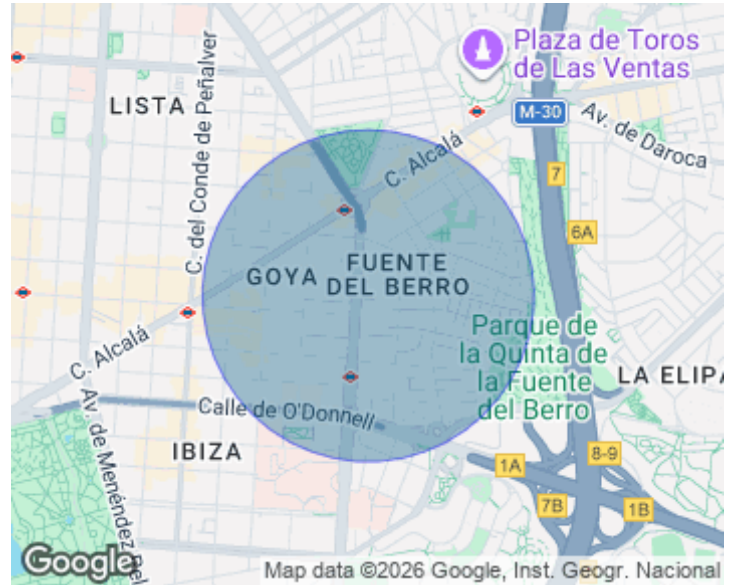 Plaza de Toros
de Las Ventas
LISTA
C. del Conde de Peñalver
M-30
Av. de Daroca
C. Alcalá
7
6A
GOYA
FUENTE
DEL BERRO
Parque de
la Quinta de
la Fuente
del Berro
LA ELIPA
C. Alcalá
Calle de O'Donnell
Av. de Menéndez Pel
IBIZA
1A
8-9
7B
1B
Google
Map data ©2026 Google, Inst. Geogr. Nacional